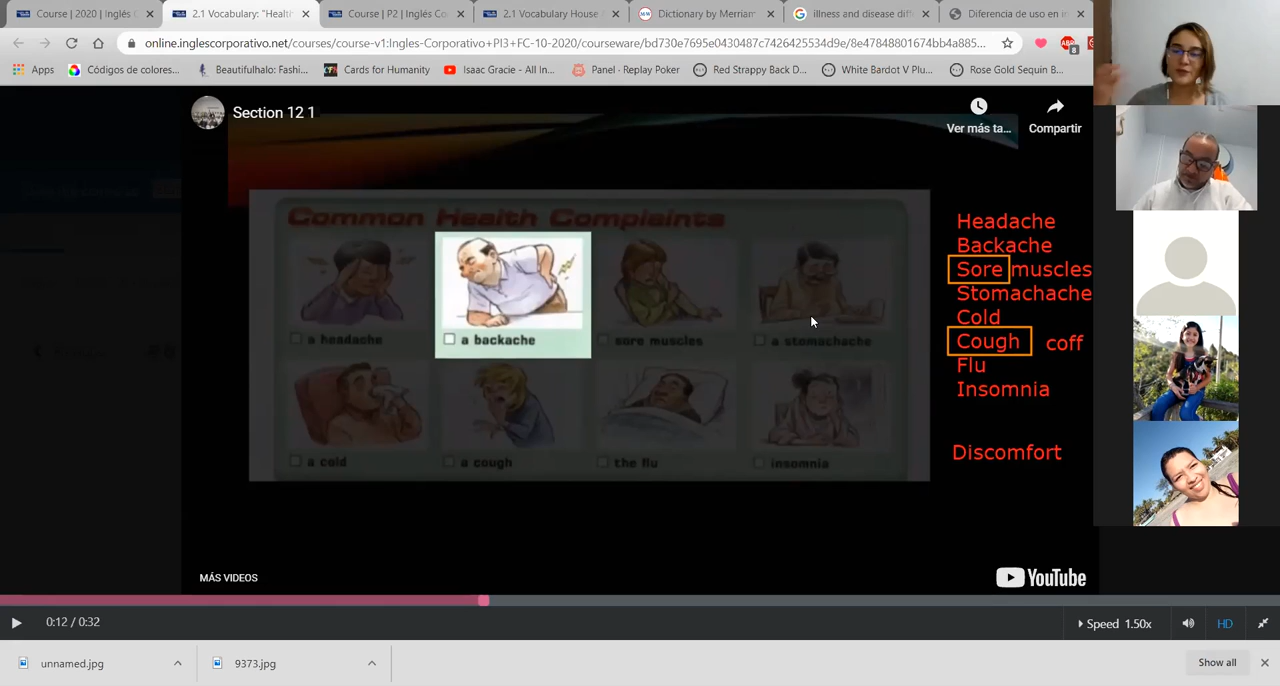 Course | 2020 | Inglés
2.1 Vocabulary: "Healt
Course | P2 | Inglés Co
2.1 Vocabulary House
Dictionary by Merriam
illness and disease diff
Diferencia de uso en i
online.inglescorporativo.net/courses/course-v1:Ingles-Corporativo+PI3+FC-10-2020/courseware/bd730e7695e0430487c7426425534d9e/8e47848801674bb4a885...
Apps
Códigos de colores...
Beautifulhalo: Fashi...
Cards for Humanity
Isaac Gracie - All In...
Panel · Replay Poker
Red Strappy Back D...
White Bardot V Plu...
Rose Gold Sequin B...
Section 12 1
Ver más ta...
Compartir
Common Health Complaints
a headache
a backache
sore muscles
a stomachache
a cold
a cough
the flu
insomnia
Headache
Backache
Sore muscles
Stomachache
Cold
Cough coff
Flu
Insomnia
Discomfort
MÁS VIDEOS
YouTube
0:12 / 0:32
Speed 1.50x
HD
unnamed.jpg
9373.jpg
Show all